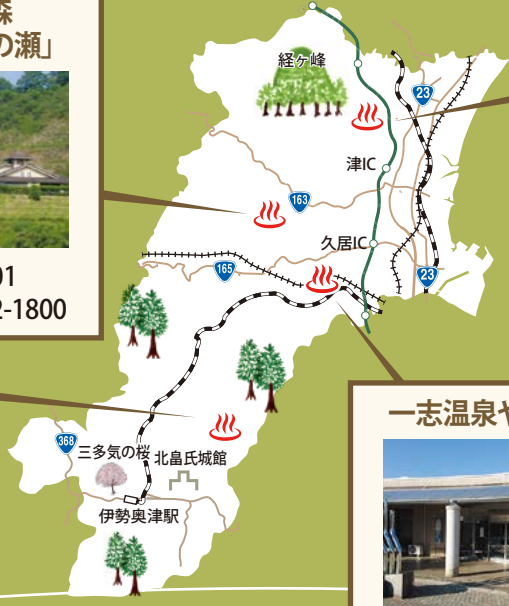 森
の瀬」
01
2-1800
経ヶ峰
23
津IC
163
久居IC
165
23
368
三多気の桜
北畠氏城館
伊勢奥津駅
一志温泉や